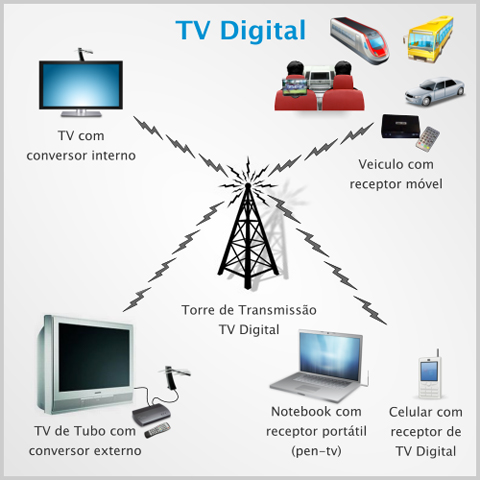 TV Digital
TV com
conversor interno
Veiculo com
receptor móvel
Torre de Transmissão
TV Digital
TV de Tubo com
conversor externo
Notebook com
receptor portátil
(pen-tv)
Celular com
receptor de
TV Digital